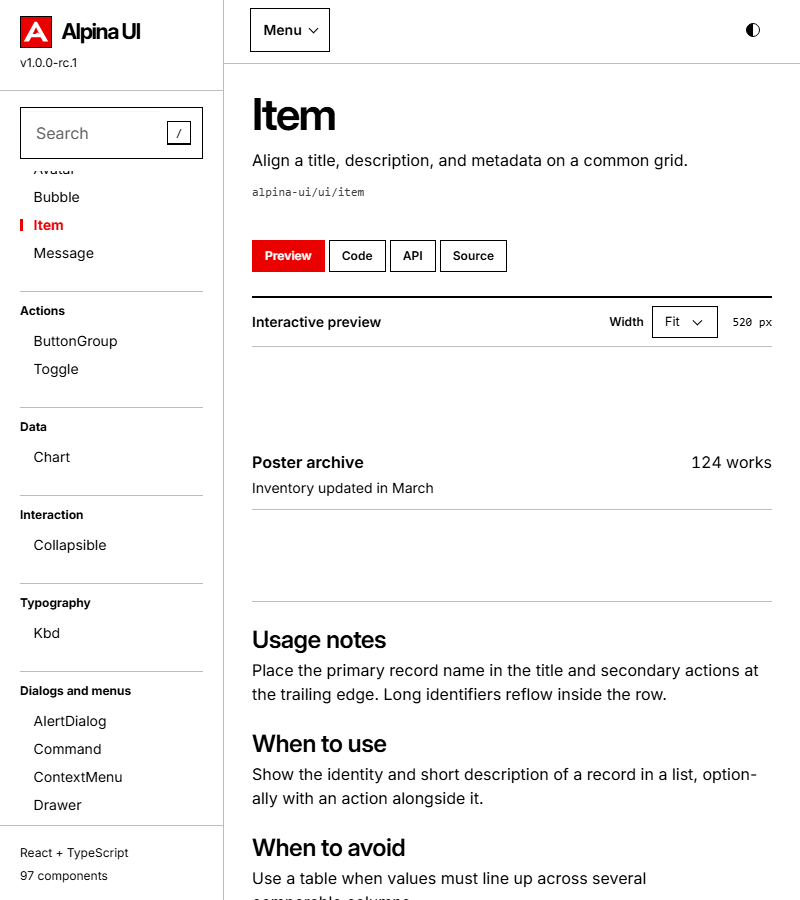 Alpina UI
v1.0.0-rc.1
Search
/
Avatar
Bubble
Item
Message
Actions
ButtonGroup
Toggle
Data
Chart
Interaction
Collapsible
Typography
Kbd
Dialogs and menus
AlertDialog
Command
ContextMenu
Drawer
React + TypeScript
97 components
Menu
Item
Align a title, description, and metadata on a common grid.
alpina-ui/ui/item
Preview
Code
API
Source
Interactive preview
Width
Fit
520 px
Poster archive
124 works
Inventory updated in March
Usage notes
Place the primary record name in the title and secondary actions at
the trailing edge. Long identifiers reflow inside the row.
When to use
Show the identity and short description of a record in a list, option-
ally with an action alongside it.
When to avoid
Use a table when values must line up across several
comparable columns.